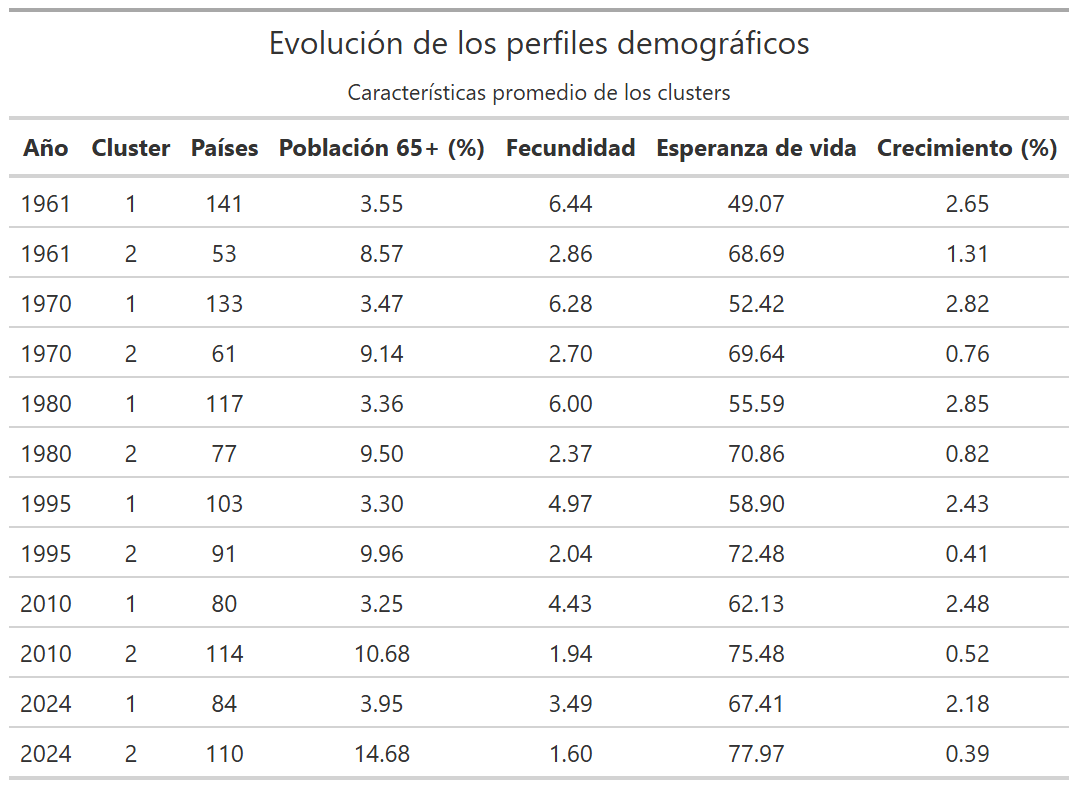 Evolución de los perfiles demográficos
Características promedio de los clusters
Año Cluster Países Población 65+ (%) Fecundidad Esperanza de vida Crecimiento (%)
1961 1 141 3.55 6.44 49.07 2.65
1961 2 53 8.57 2.86 68.69 1.31
1970 1 133 3.47 6.28 52.42 2.82
1970 2 61 9.14 2.70 69.64 0.76
1980 1 117 3.36 6.00 55.59 2.85
1980 2 77 9.50 2.37 70.86 0.82
1995 1 103 3.30 4.97 58.90 2.43
1995 2 91 9.96 2.04 72.48 0.41
2010 1 80 3.25 4.43 62.13 2.48
2010 2 114 10.68 1.94 75.48 0.52
2024 1 84 3.95 3.49 67.41 2.18
2024 2 110 14.68 1.60 77.97 0.39